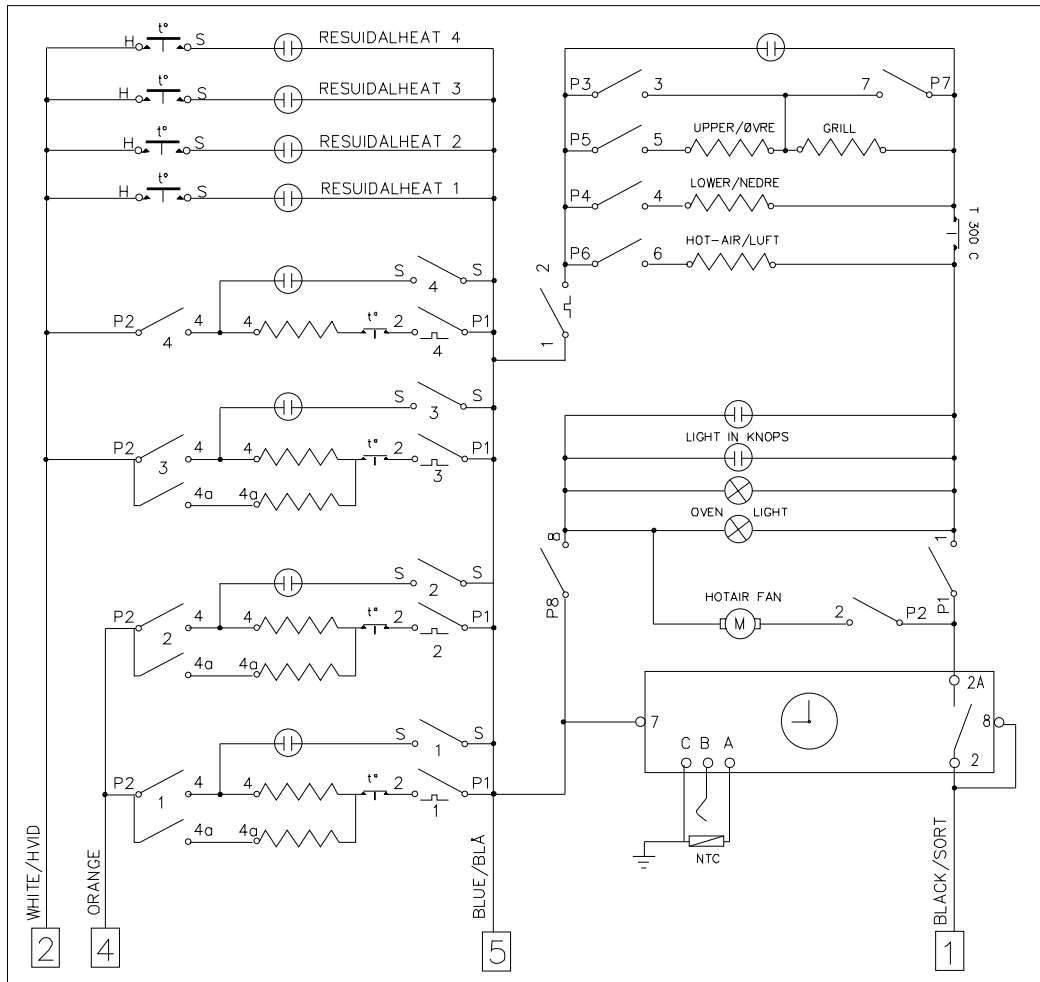 t°
H S RESUIDALHEAT 4
t°
H S RESUIDALHEAT 3
t°
H S RESUIDALHEAT 2
t°
H S RESUIDALHEAT 1
S S
4
P2 4 4 t° 2 P1
4 4
S S
3
P2 4 4 t° 2 P1
3 3
4a 4a
S S
2
P2 4 4 t° 2 P1
2 2
4a 4a
S S
1
P2 4 4 t° 2 P1
1 1
4a 4a
WHITE/HVID
ORANGE
BLUE/BLÅ
2 4 5
P3 3 7 P7
P5 5 UPPER/ØVRE GRILL
P4 4 LOWER/NEDRE
T 300 C
P6 6 HOT-AIR/LUFT
2
1
LIGHT IN KNOPS
OVEN LIGHT
8 1
P8 P1
HOTAIR FAN
M 2 P2
2A
7 8
C B A 2
NTC
BLACK/SORT
1